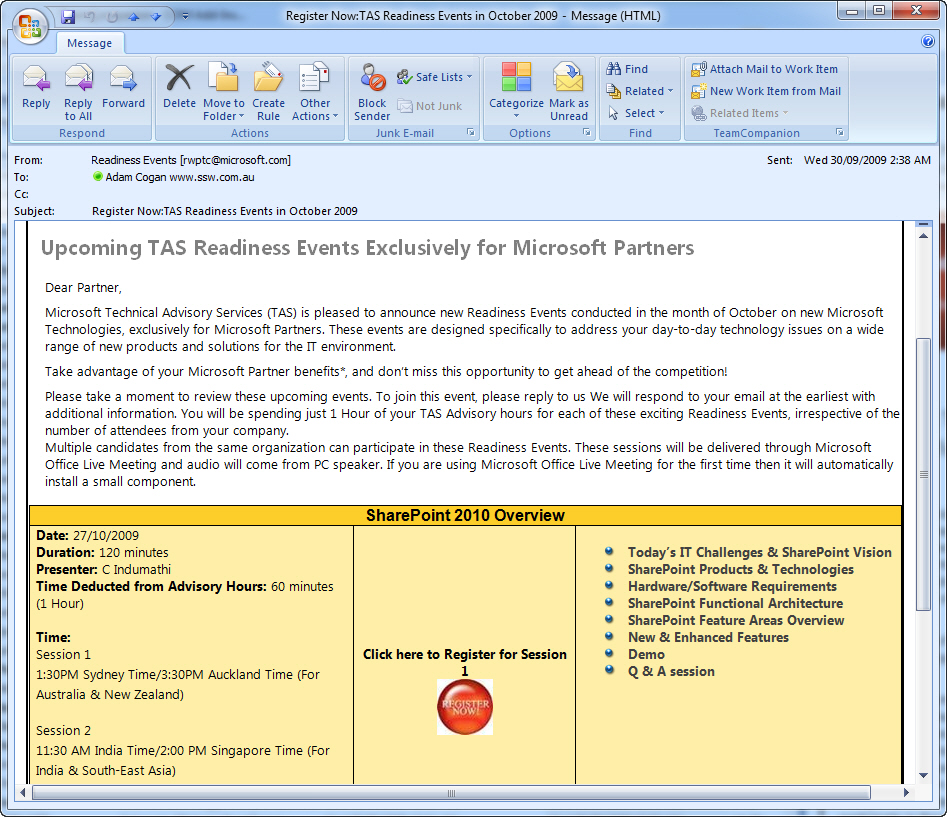 Register Now:TAS Readiness Events in October 2009 - Message (HTML)
Message
Reply
Reply to All
Forward
Respond
Delete
Move to Folder
Create Rule
Other Actions
Actions
Block Sender
Safe Lists
Not Junk
Junk E-mail
Categorize
Mark as Unread
Options
Find
Related
Select
Find
Attach Mail to Work Item
New Work Item from Mail
Related Items
TeamCompanion
From: Readiness Events [rwptc@microsoft.com]
Sent: Wed 30/09/2009 2:38 AM
To: Adam Cogan www.ssw.com.au
Cc:
Subject: Register Now:TAS Readiness Events in October 2009
Upcoming TAS Readiness Events Exclusively for Microsoft Partners
Dear Partner,
Microsoft Technical Advisory Services (TAS) is pleased to announce new Readiness Events conducted in the month of October on new Microsoft
Technologies, exclusively for Microsoft Partners. These events are designed specifically to address your day-to-day technology issues on a wide
range of new products and solutions for the IT environment.
Take advantage of your Microsoft Partner benefits*, and don't miss this opportunity to get ahead of the competition!
Please take a moment to review these upcoming events. To join this event, please reply to us We will respond to your email at the earliest with
additional information. You will be spending just 1 Hour of your TAS Advisory hours for each of these exciting Readiness Events, irrespective of the
number of attendees from your company.
Multiple candidates from the same organization can participate in these Readiness Events. These sessions will be delivered through Microsoft
Office Live Meeting and audio will come from PC speaker. If you are using Microsoft Office Live Meeting for the first time then it will automatically
install a small component.
SharePoint 2010 Overview
Date: 27/10/2009
Duration: 120 minutes
Presenter: C Indumathi
Time Deducted from Advisory Hours: 60 minutes
(1 Hour)
Time:
Session 1
1:30PM Sydney Time/3:30PM Auckland Time (For
Australia & New Zealand)
Session 2
11:30 AM India Time/2:00 PM Singapore Time (For
India & South-East Asia)
Click here to Register for Session
1
REGISTER
NOW!
Today's IT Challenges & SharePoint Vision
SharePoint Products & Technologies
Hardware/Software Requirements
SharePoint Functional Architecture
SharePoint Feature Areas Overview
New & Enhanced Features
Demo
Q & A session